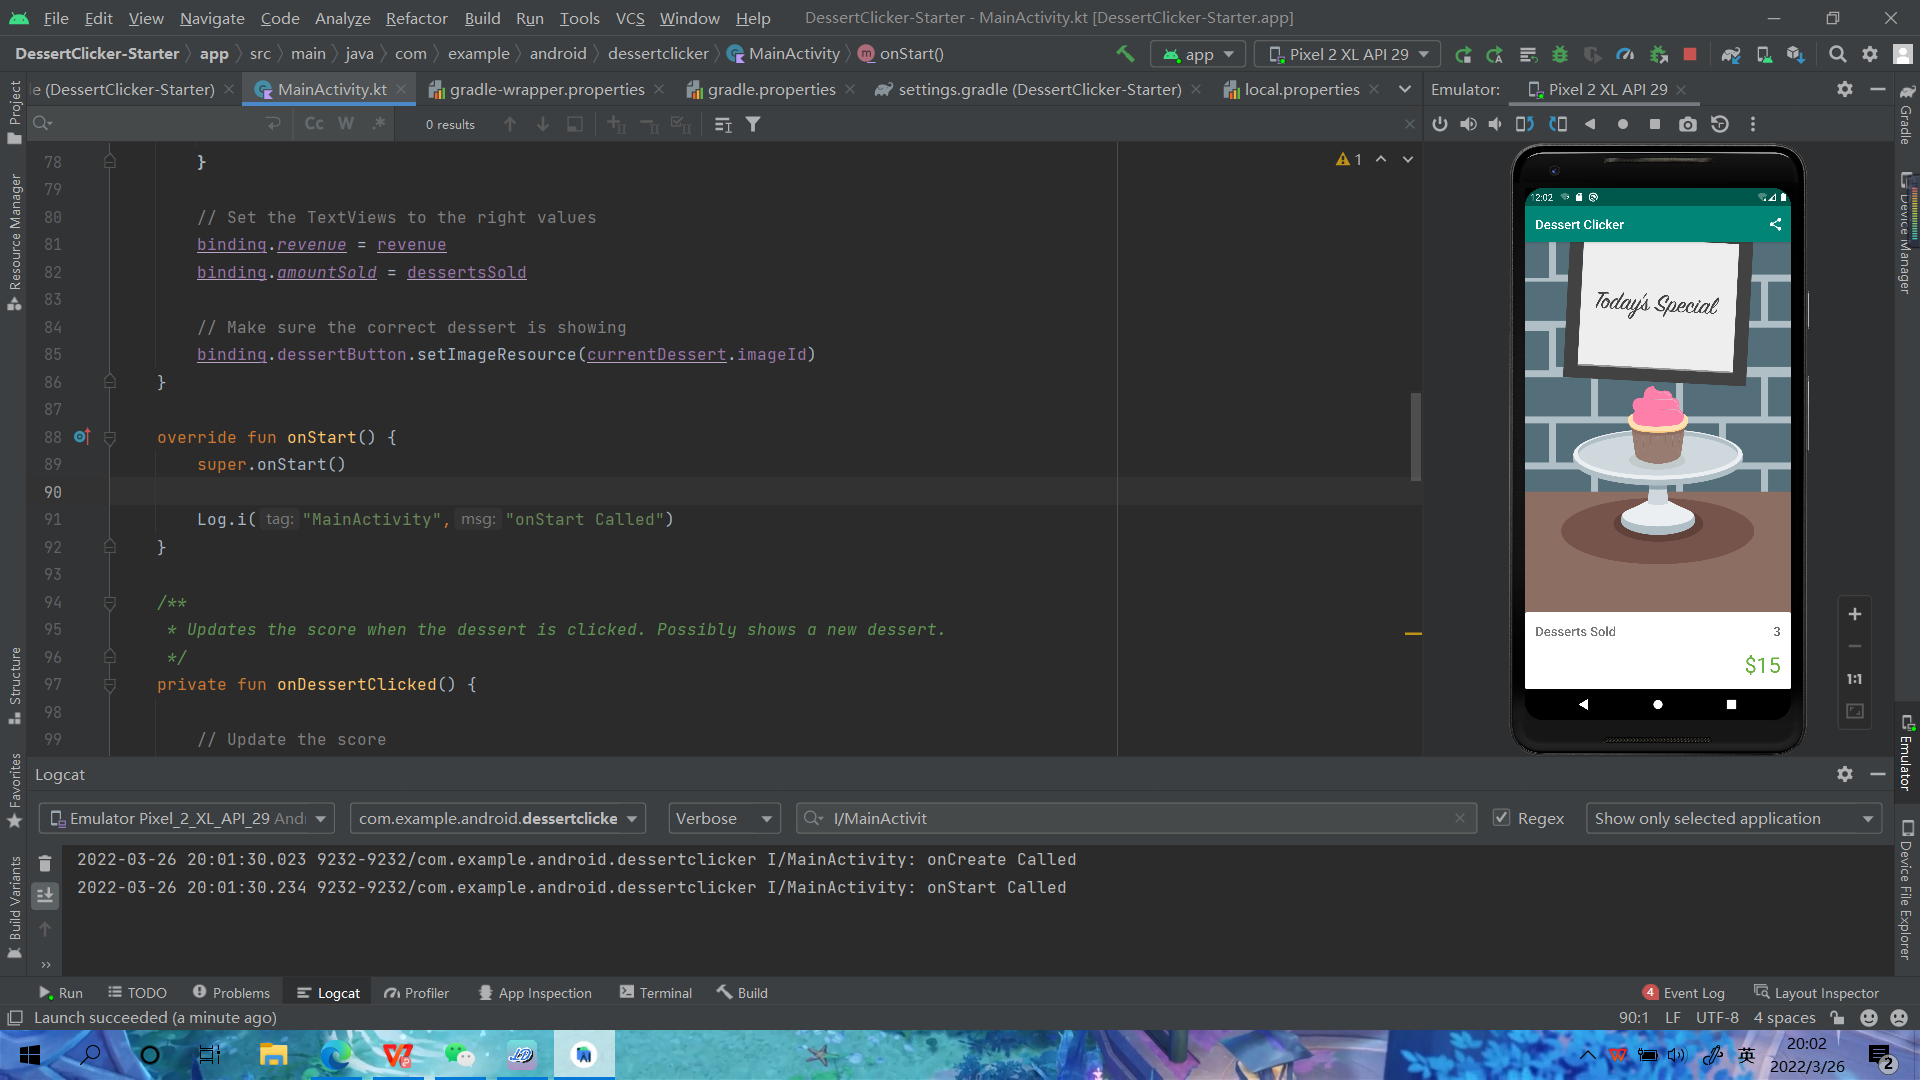 File Edit View Navigate Code Analyze Refactor Build Run Tools VCS Window Help DessertClicker-Starter - MainActivity.kt [DessertClicker-Starter.app]
DessertClicker-Starter app src main java com example android dessertclicker MainActivity onStart() app Pixel 2 XL API 29
le (DessertClicker-Starter) MainActivity.kt gradle-wrapper.properties gradle.properties settings.gradle (DessertClicker-Starter) local.properties Emulator: Pixel 2 XL API 29
Cc W .* 0 results
78 }
1
79
80 // Set the TextViews to the right values
81 binding.revenue = revenue
82 binding.amountSold = dessertsSold
83
84 // Make sure the correct dessert is showing
85 binding.dessertButton.setImageResource(currentDessert.imageId)
86 }
87
88 override fun onStart() {
89 super.onStart()
90
91 Log.i( tag: "MainActivity", msg: "onStart Called")
92 }
93
94 /**
95 * Updates the score when the dessert is clicked. Possibly shows a new dessert.
96 */
97 private fun onDessertClicked() {
98
99 // Update the score
12:02
Dessert Clicker
Today's Special
Desserts Sold 3
$15
1:1
Project
Resource Manager
Structure
Favorites
Build Variants
Gradle
Device Manager
Emulator
Device File Explorer
Logcat
Emulator Pixel_2_XL_API_29 And com.example.android.dessertclicke Verbose I/MainActivit Regex Show only selected application
2022-03-26 20:01:30.023 9232-9232/com.example.android.dessertclicker I/MainActivity: onCreate Called
2022-03-26 20:01:30.234 9232-9232/com.example.android.dessertclicker I/MainActivity: onStart Called
Run TODO Problems Logcat Profiler App Inspection Terminal Build 4 Event Log Layout Inspector
Launch succeeded (a minute ago) 90:1 LF UTF-8 4 spaces
英 20:02
2022/3/26
2